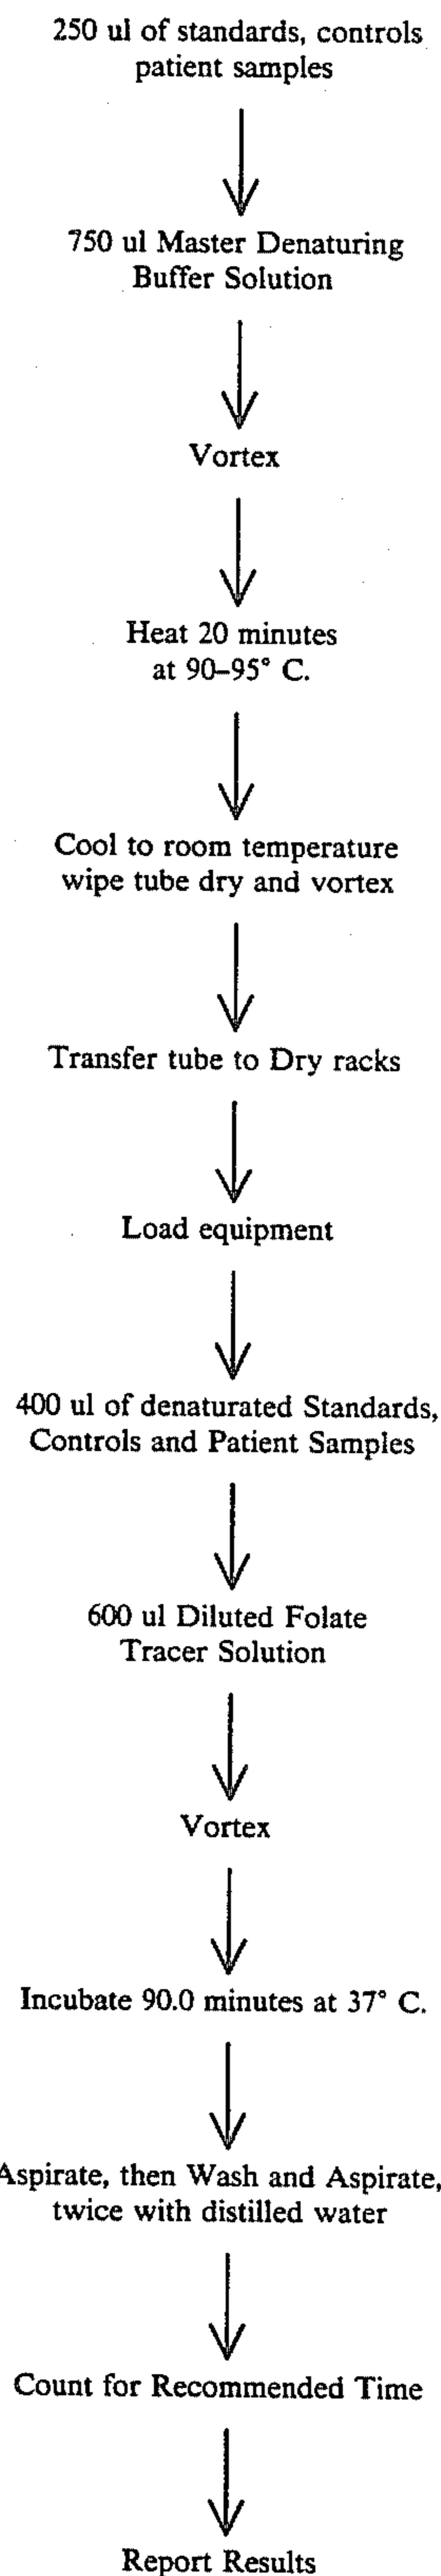 250 ul of standards, controls
patient samples
750 ul Master Denaturing
Buffer Solution
Vortex
Heat 20 minutes
at 90–95° C.
Cool to room temperature
wipe tube dry and vortex
Transfer tube to Dry racks
Load equipment
400 ul of denaturated Standards,
Controls and Patient Samples
600 ul Diluted Folate
Tracer Solution
Vortex
Incubate 90.0 minutes at 37° C.
Aspirate, then Wash and Aspirate,
twice with distilled water
Count for Recommended Time
Report Results